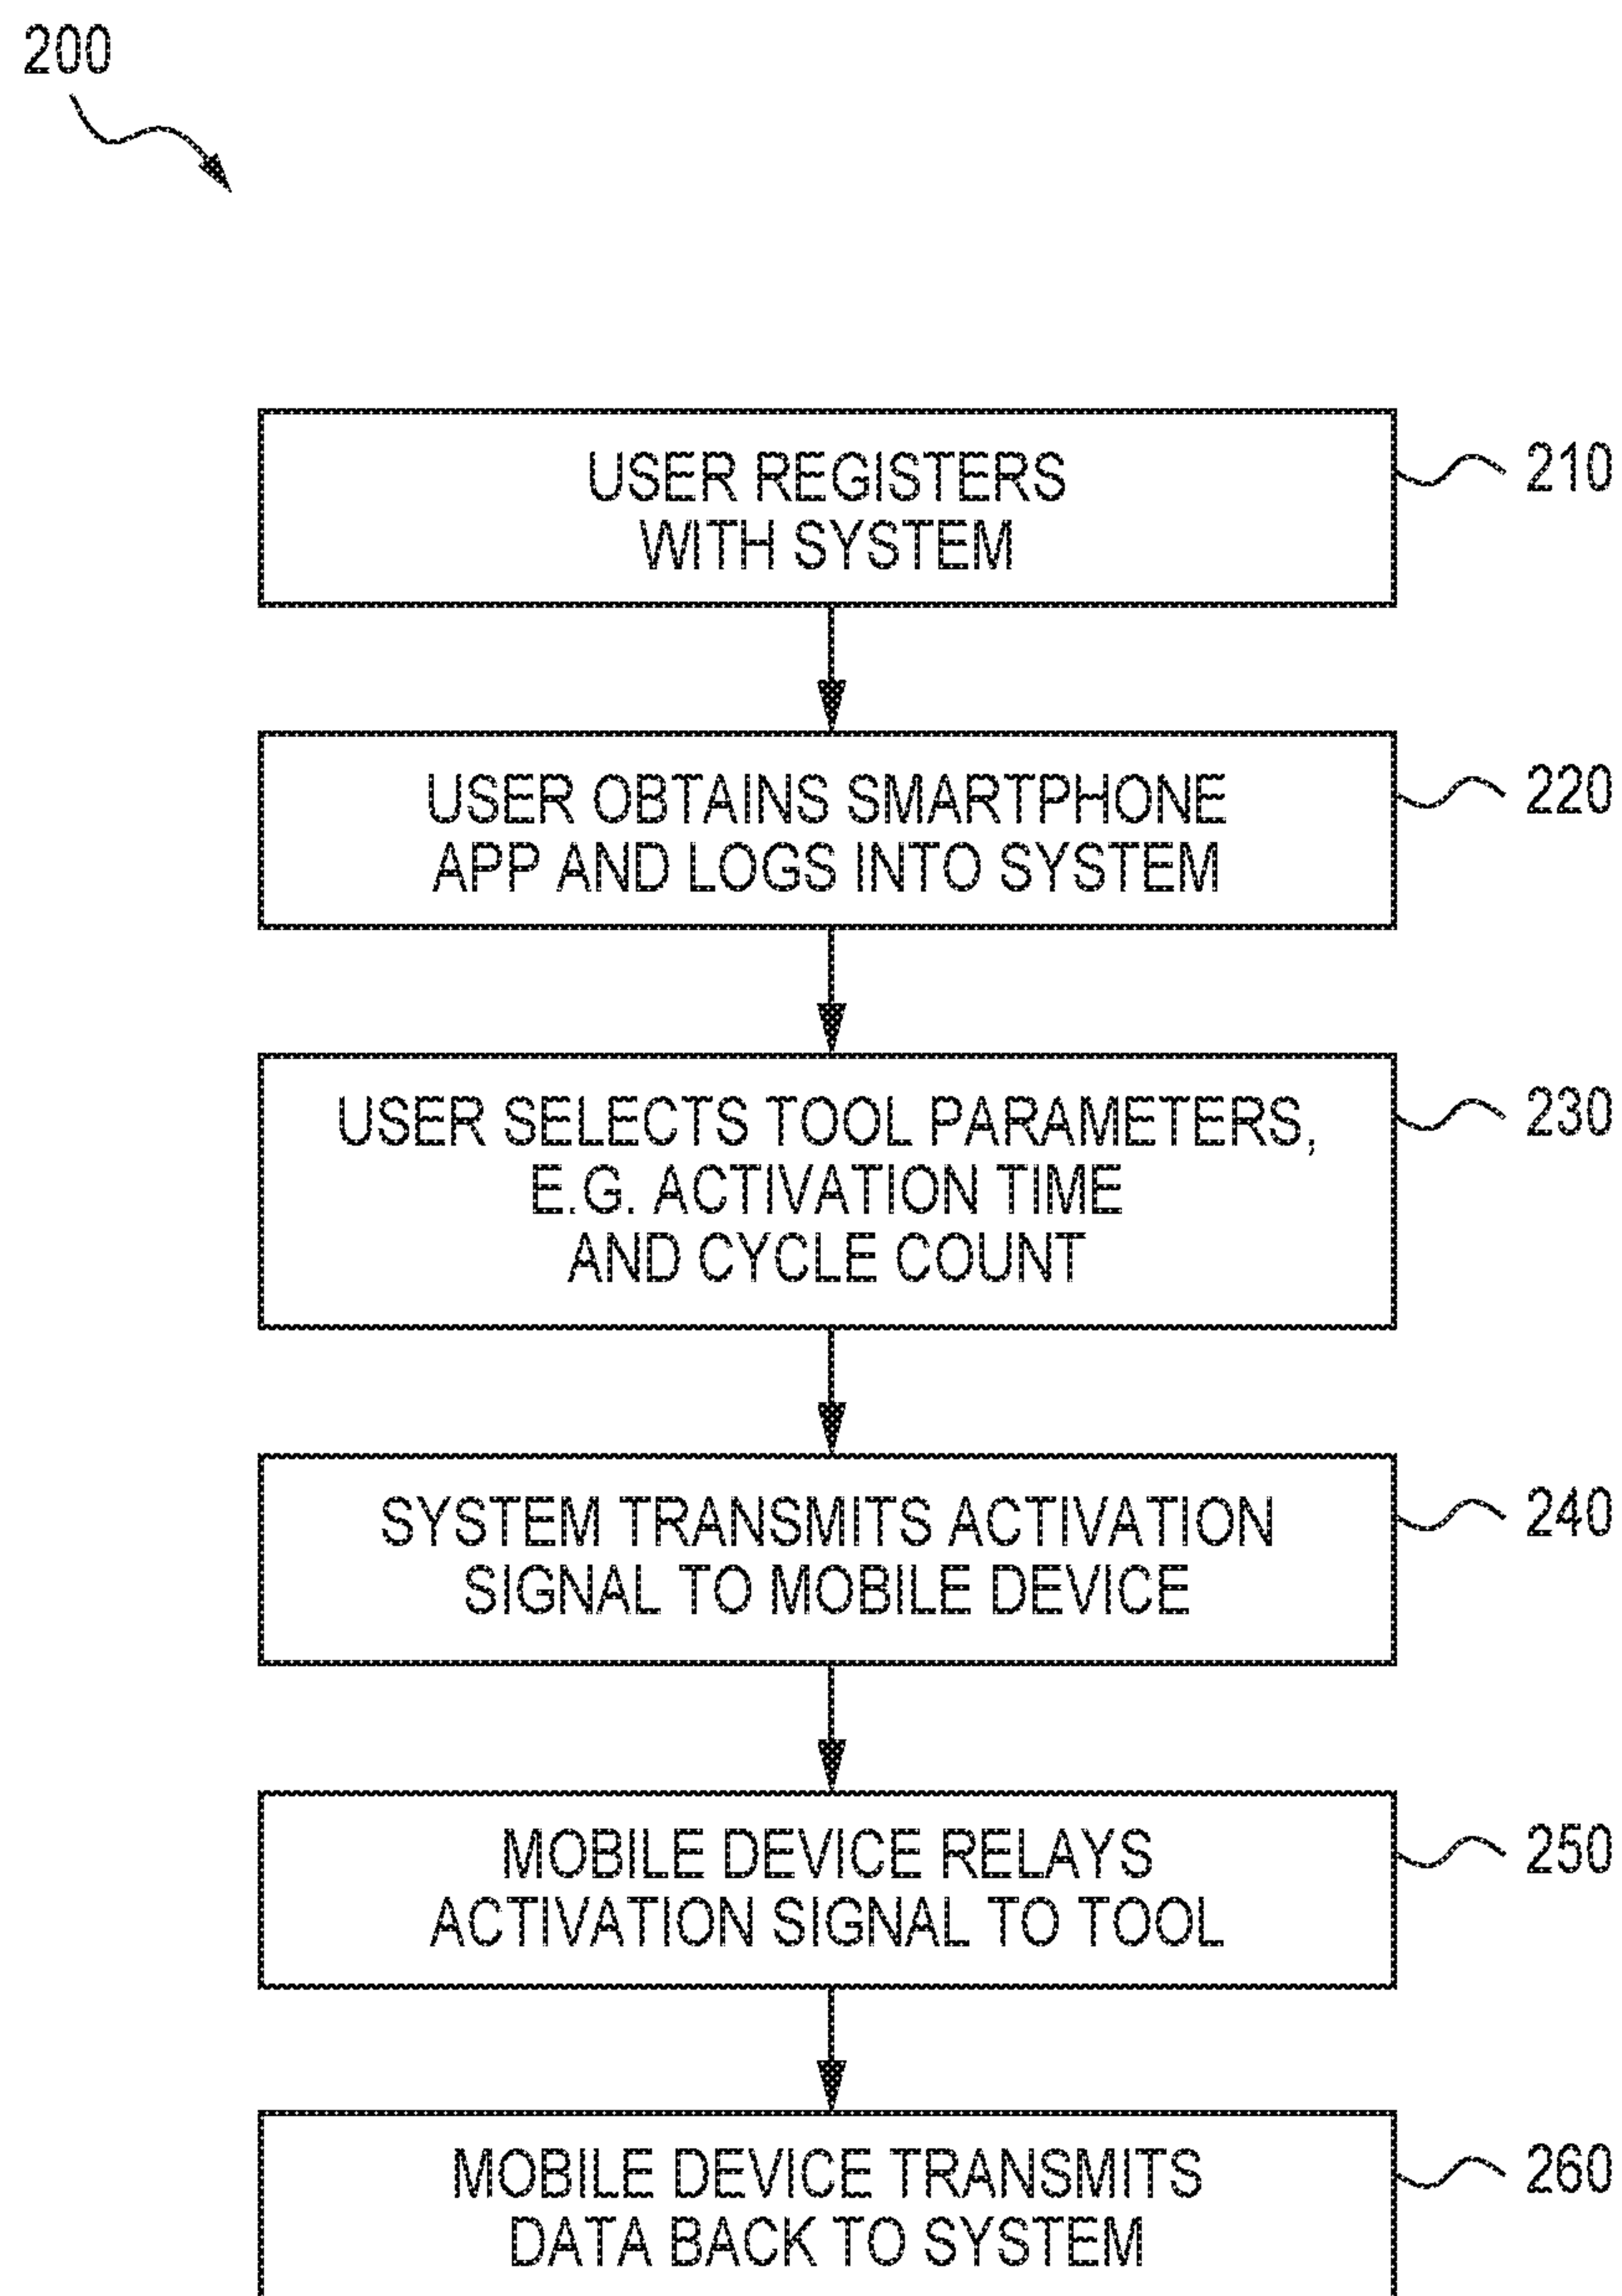 200
USER REGISTERS
WITH SYSTEM
210
USER OBTAINS SMARTPHONE
APP AND LOGS INTO SYSTEM
220
USER SELECTS TOOL PARAMETERS,
E.G. ACTIVATION TIME
AND CYCLE COUNT
230
SYSTEM TRANSMITS ACTIVATION
SIGNAL TO MOBILE DEVICE
240
MOBILE DEVICE RELAYS
ACTIVATION SIGNAL TO TOOL
250
MOBILE DEVICE TRANSMITS
DATA BACK TO SYSTEM
260